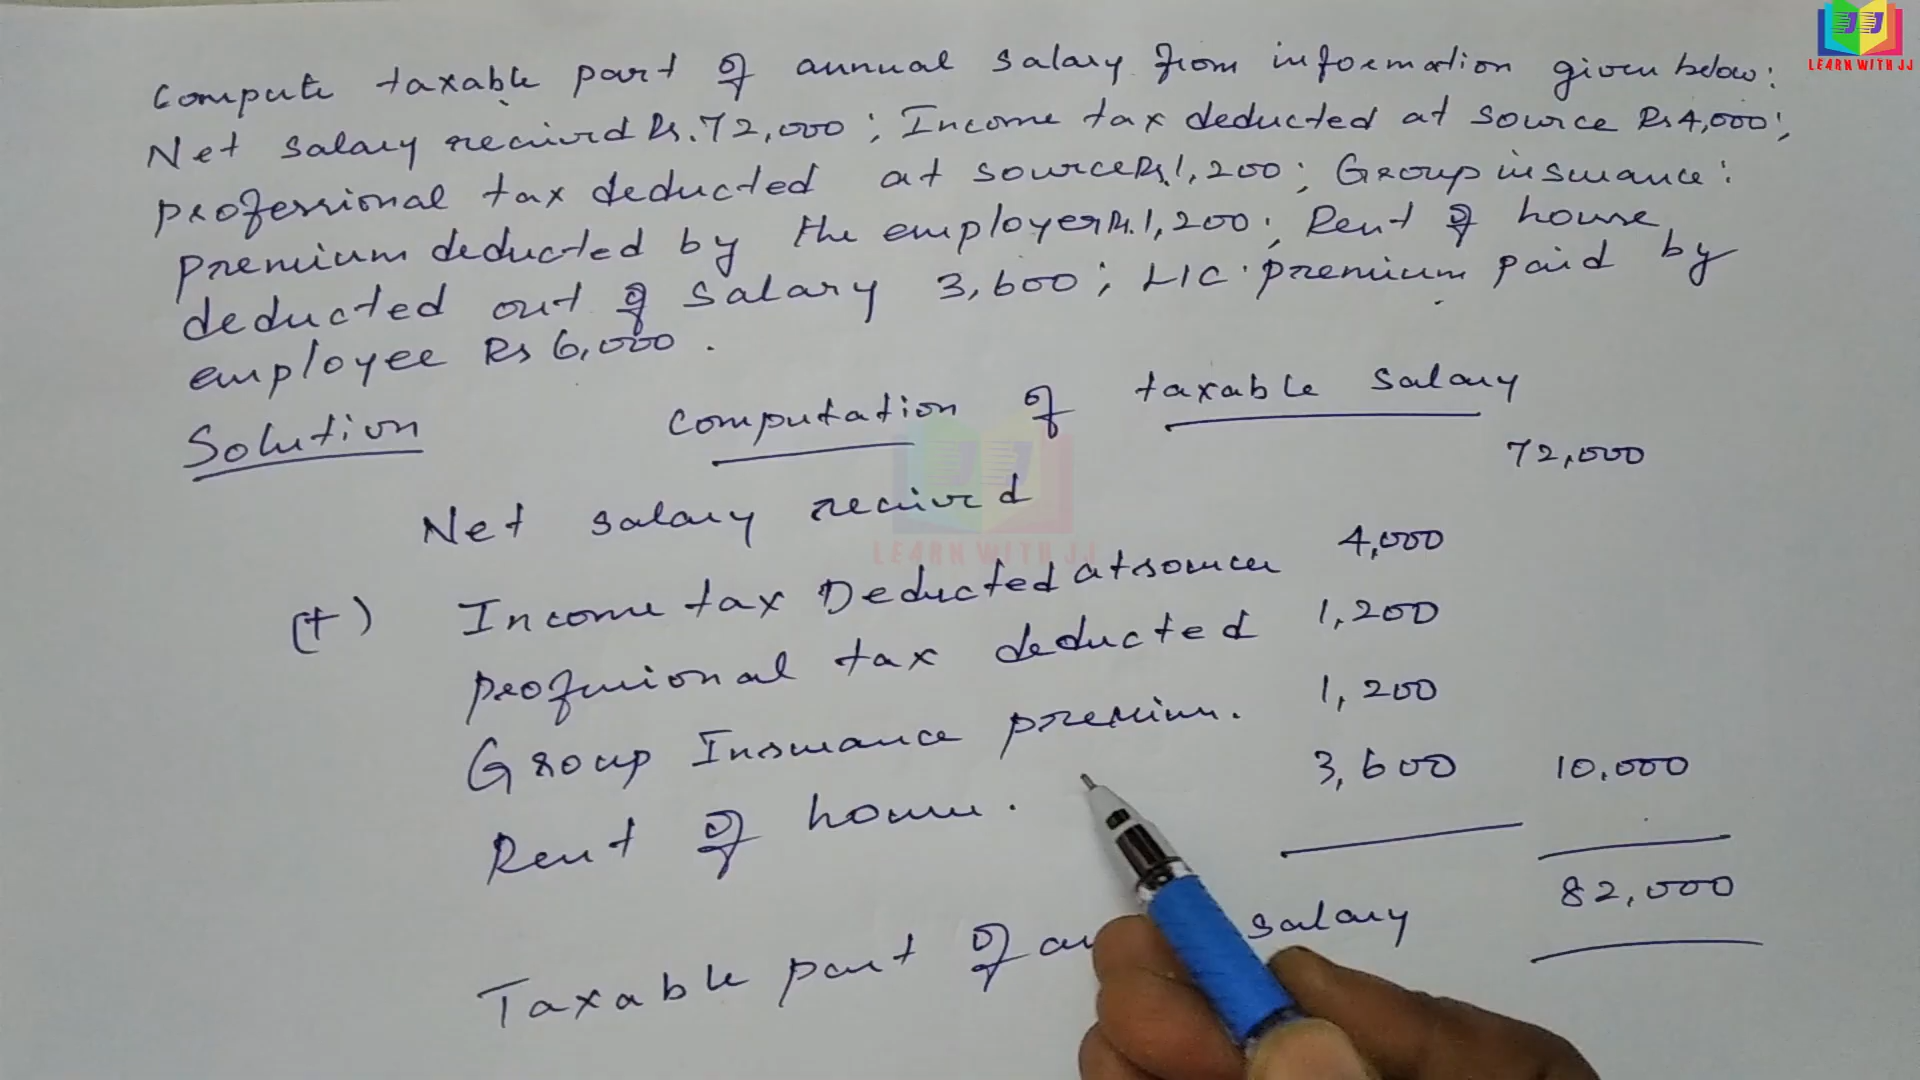 LEARN WITH JJ
Compute taxable part of annual salary from information given below:
Net salary received Rs.72,000; Income tax deducted at source Rs4,000;
professional tax deducted at source Rs.1,200; Group insurance:
premium deducted by the employer Rs.1,200; Rent of house
deducted out of salary 3,600; LIC premium paid by
employee Rs 6,000.
Solution
Computation of taxable salary
Net salary received 72,000
LEARN WITH JJ
(+) Income tax Deducted at source 4,000
professional tax deducted 1,200
Group Insurance premium. 1,200
Rent of house. 3,600 10,000
Taxable part of salary 82,000